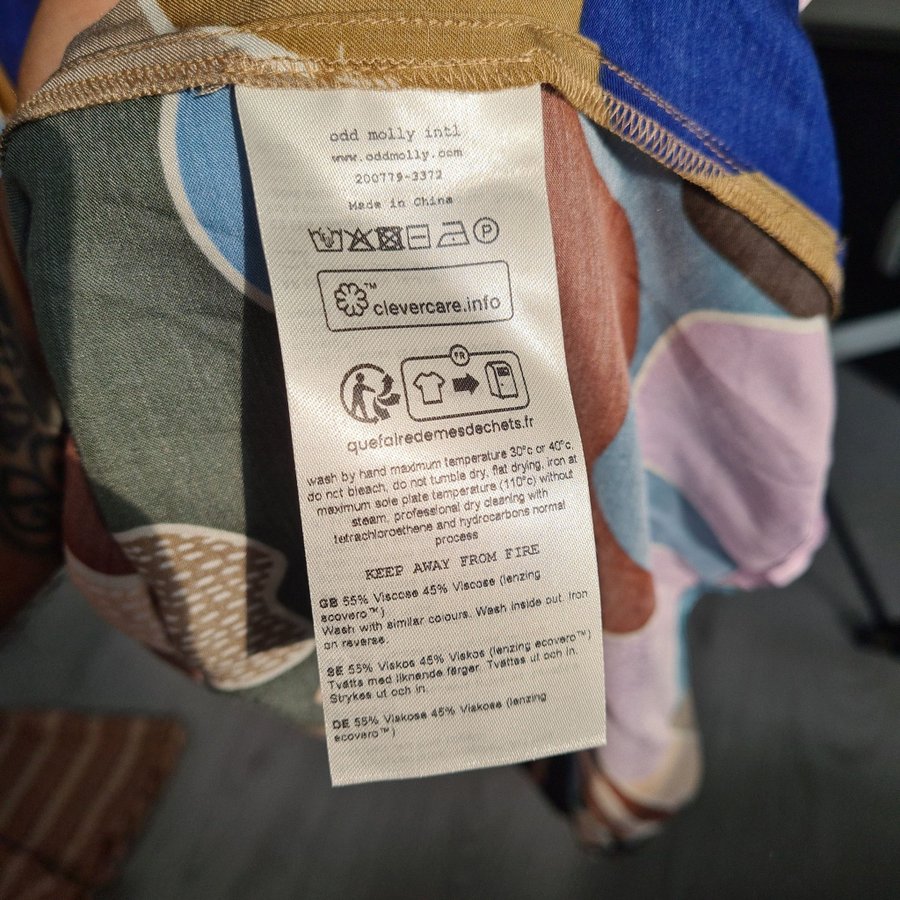 odd molly intl
www.oddmolly.com
200779-3372
Made in China
P
TM
clevercare.info
FR
quefairedemesdechets.fr
wash by hand maximum temperature 30°c or 40°c,
do not bleach, do not tumble dry, flat drying, iron at
maximum sole plate temperature (110°c) without
steam, professional dry cleaning with
tetrachloroethene and hydrocarbons normal
process
KEEP AWAY FROM FIRE
GB 55% Viscose 45% Viscose (lenzing
ecovero™)
Wash with similar colours. Wash inside out. Iron
on reverse.
SE 55% Viskos 45% Viskos (lenzing ecovero™)
Tvätta med liknande färger. Tvättas ut och in.
Strykes ut och in.
DE 55% Viskose 45% Viskose (lenzing
ecovero™)